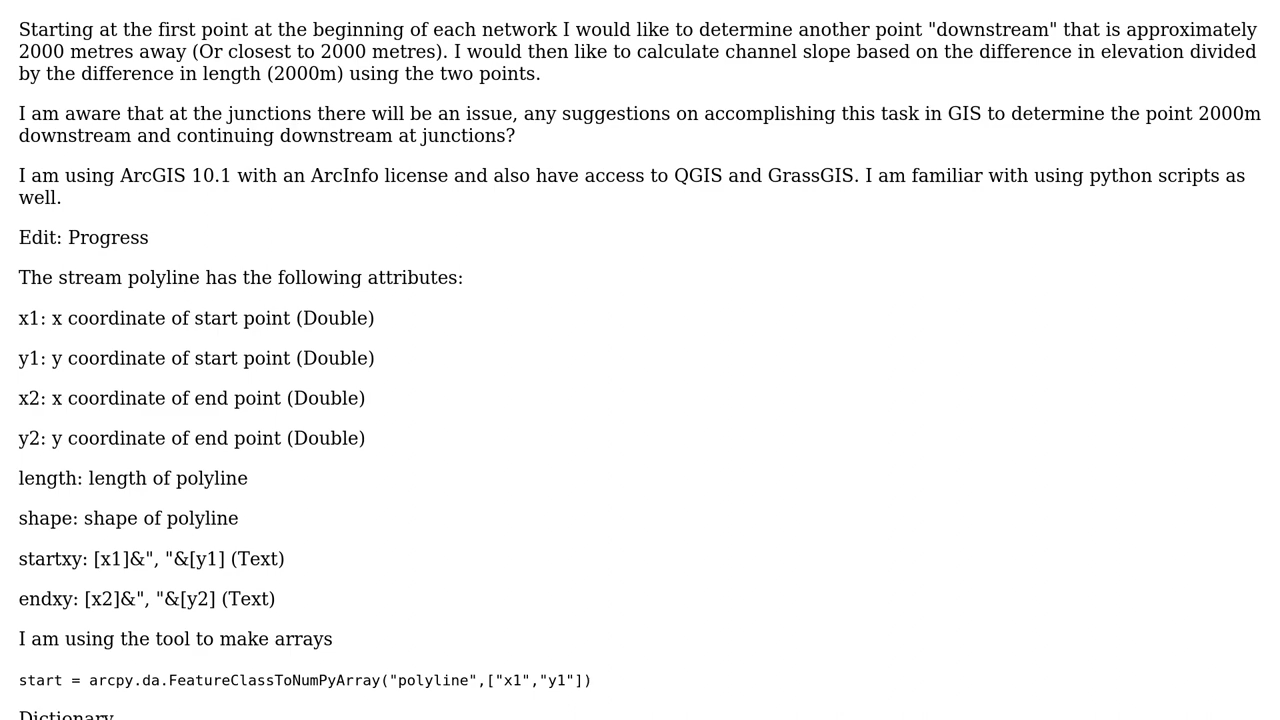 Starting at the first point at the beginning of each network I would like to determine another point "downstream" that is approximately
2000 metres away (Or closest to 2000 metres). I would then like to calculate channel slope based on the difference in elevation divided
by the difference in length (2000m) using the two points.
I am aware that at the junctions there will be an issue, any suggestions on accomplishing this task in GIS to determine the point 2000m
downstream and continuing downstream at junctions?
I am using ArcGIS 10.1 with an ArcInfo license and also have access to QGIS and GrassGIS. I am familiar with using python scripts as
well.
Edit: Progress
The stream polyline has the following attributes:
x1: x coordinate of start point (Double)
y1: y coordinate of start point (Double)
x2: x coordinate of end point (Double)
y2: y coordinate of end point (Double)
length: length of polyline
shape: shape of polyline
startxy: [x1]&", "&[y1] (Text)
endxy: [x2]&", "&[y2] (Text)
I am using the tool to make arrays
start = arcpy.da.FeatureClassToNumPyArray("polyline",["x1","y1"])
Dictionary